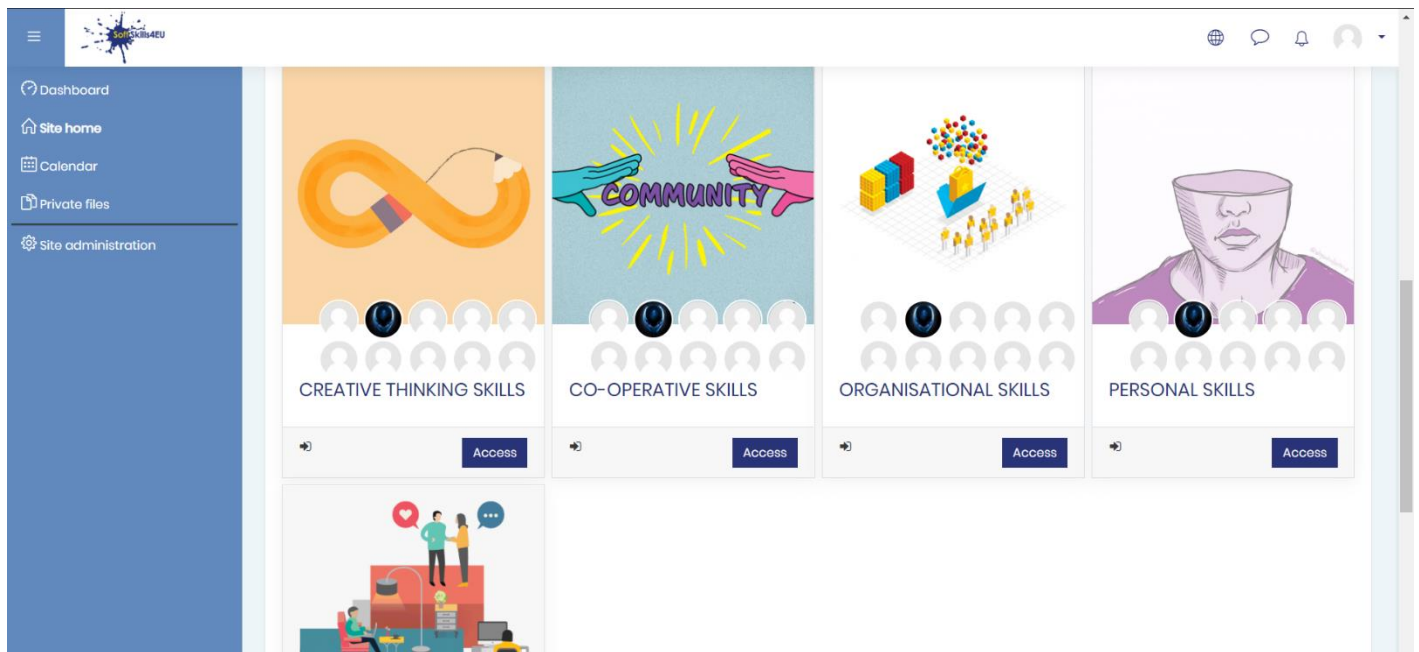 SoftSkills4EU
Dashboard
Site home
Calendar
Private files
Site administration
COMMUNITY
CREATIVE THINKING SKILLS
CO-OPERATIVE SKILLS
ORGANISATIONAL SKILLS
PERSONAL SKILLS
Access
Access
Access
Access